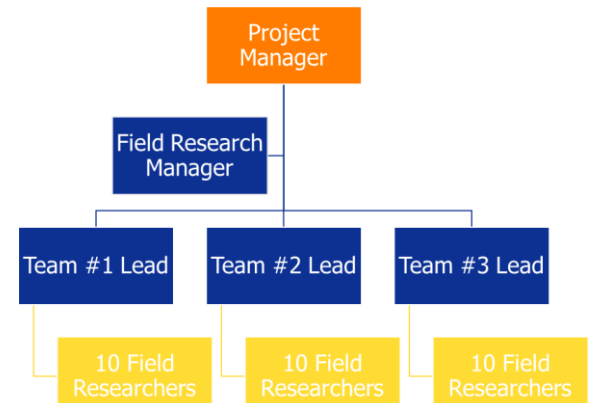 Project
Manager
Field Research
Manager
Team #1 Lead
Team #2 Lead
Team #3 Lead
10 Field
Researchers
10 Field
Researchers
10 Field
Researchers